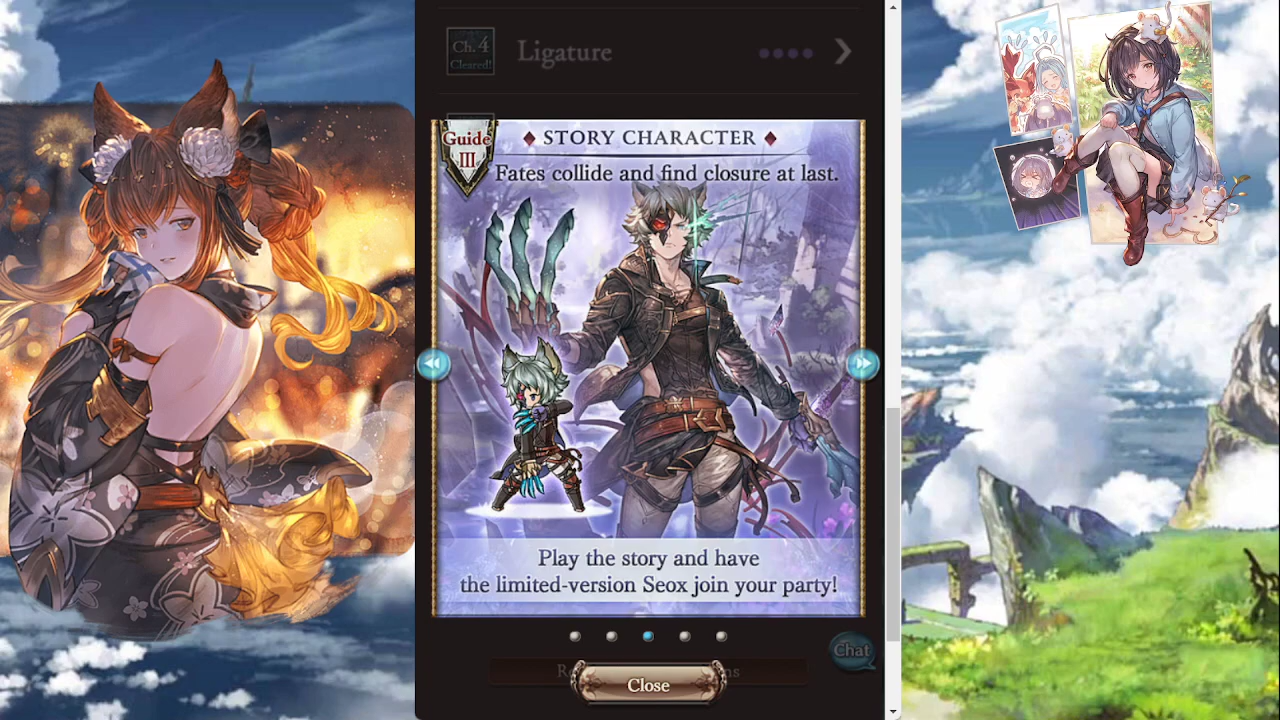 Ch.4
Cleared!
Ligature
Guide
III
STORY CHARACTER
Fates collide and find closure at last.
Play the story and have
the limited-version Seox join your party!
Chat
Close